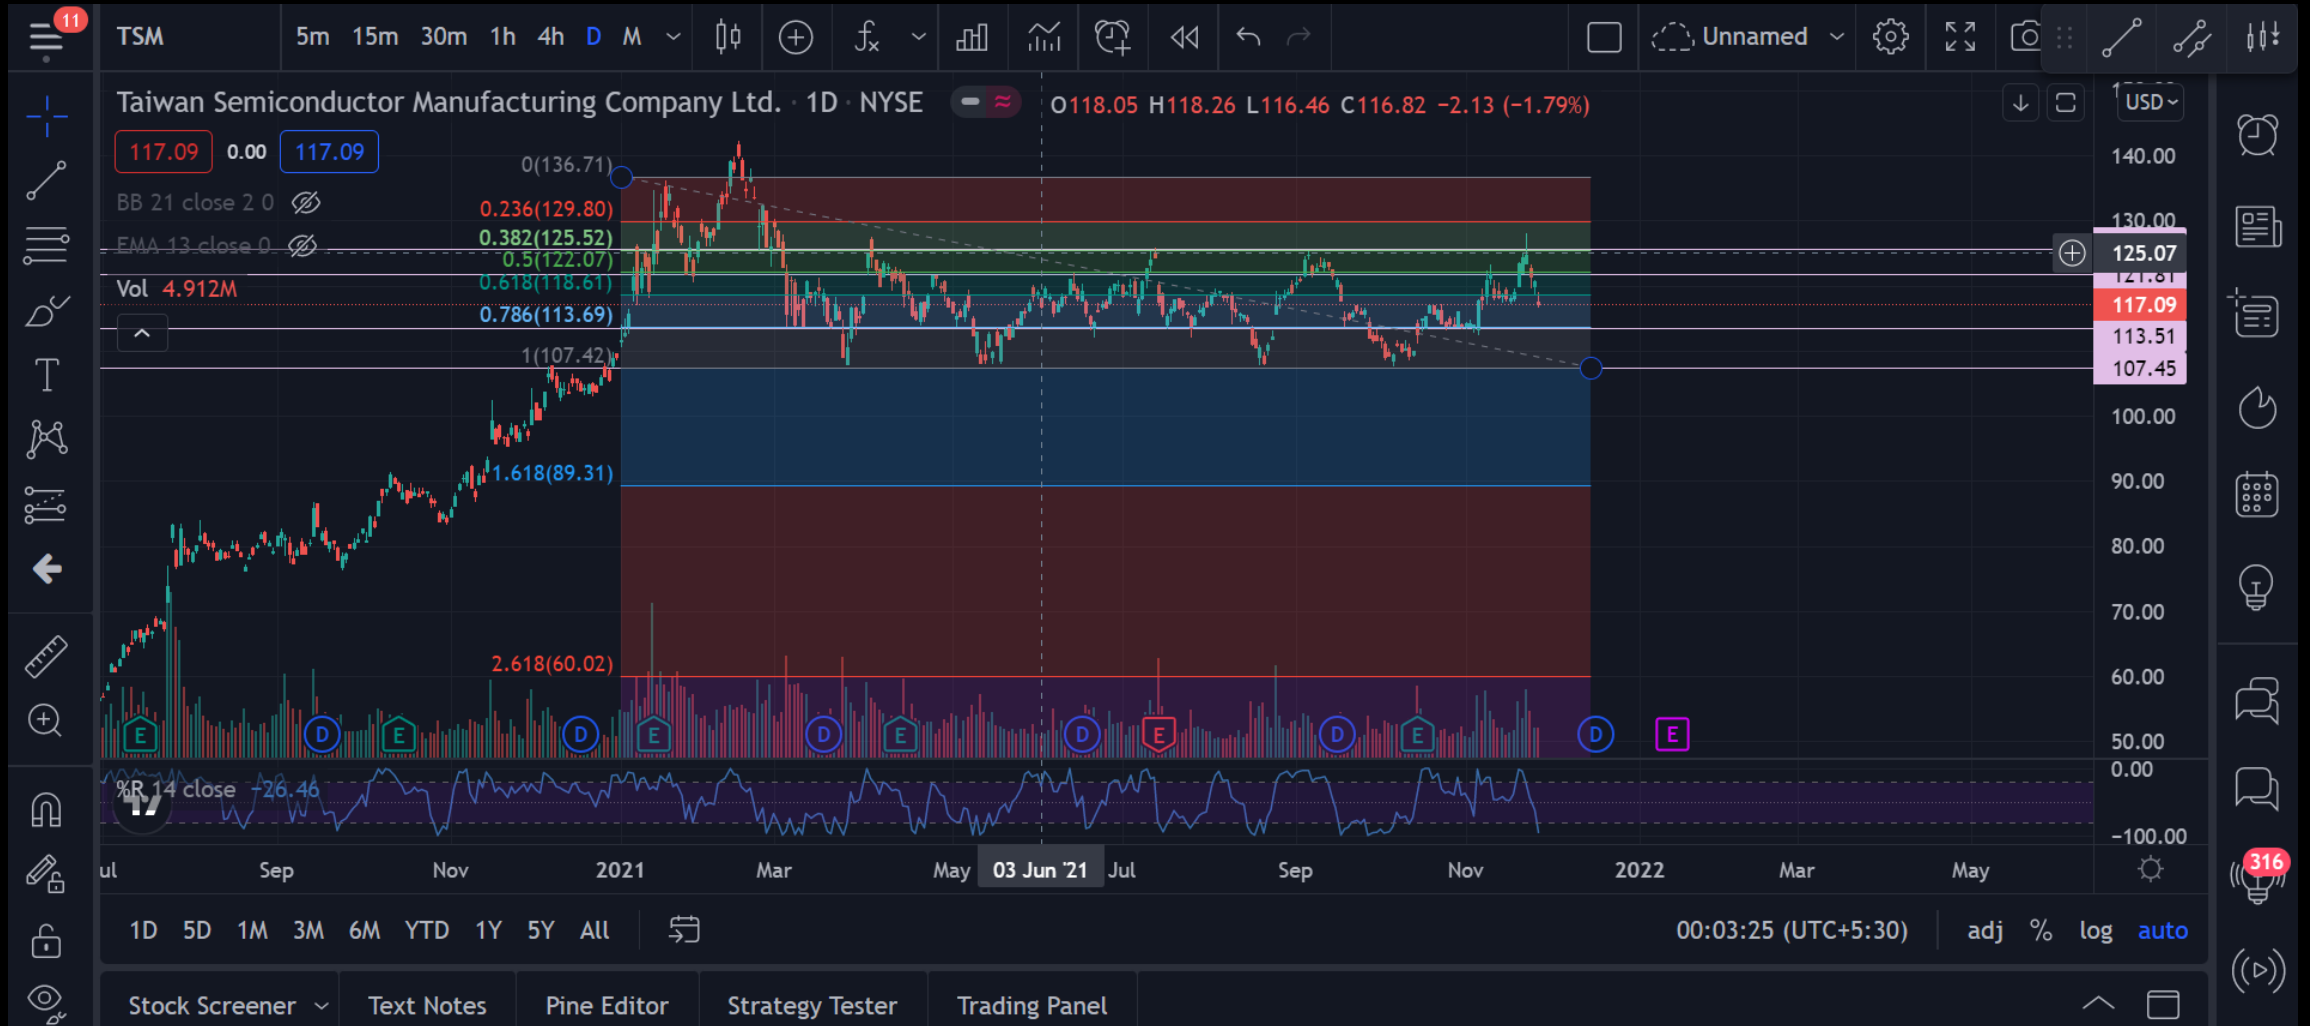 11
TSM 5m 15m 30m 1h 4h D M Unnamed
Taiwan Semiconductor Manufacturing Company Ltd. · 1D · NYSE O118.05 H118.26 L116.46 C116.82 −2.13 (−1.79%) USD
117.09 0.00 117.09
140.00
0(136.71)
BB 21 close 2 0
0.236(129.80)
130.00
0.382(125.52)
EMA 13 close 0
125.07
0.5(122.07)
121.81
Vol 4.912M
0.618(118.61)
117.09
0.786(113.69)
113.51
1(107.42)
107.45
100.00
1.618(89.31)
90.00
80.00
70.00
2.618(60.02)
60.00
E D E D E D E D E D E D E
50.00
0.00
%R 14 close −26.46
−100.00
ul Sep Nov 2021 Mar May 03 Jun '21 Jul Sep Nov 2022 Mar May
316
1D 5D 1M 3M 6M YTD 1Y 5Y All 00:03:25 (UTC+5:30) adj % log auto
Stock Screener Text Notes Pine Editor Strategy Tester Trading Panel